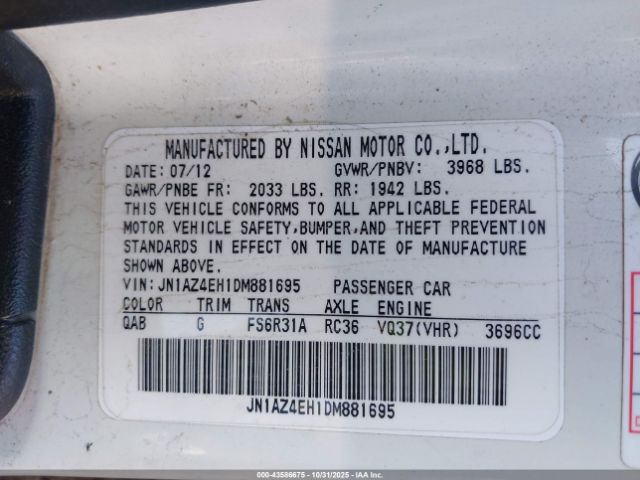 MANUFACTURED BY NISSAN MOTOR CO.,LTD.
DATE: 07/12 GVWR/PNBV: 3968 LBS.
GAWR/PNBE FR: 2033 LBS. RR: 1942 LBS.
THIS VEHICLE CONFORMS TO ALL APPLICABLE FEDERAL
MOTOR VEHICLE SAFETY,BUMPER,AND THEFT PREVENTION
STANDARDS IN EFFECT ON THE DATE OF MANUFACTURE
SHOWN ABOVE.
VIN: JN1AZ4EH1DM881695 PASSENGER CAR
COLOR TRIM TRANS AXLE ENGINE
QAB G FS6R31A RC36 VQ37(VHR) 3696CC
JN1AZ4EH1DM881695
000-43586675 - 10/31/2025 - IAA Inc.